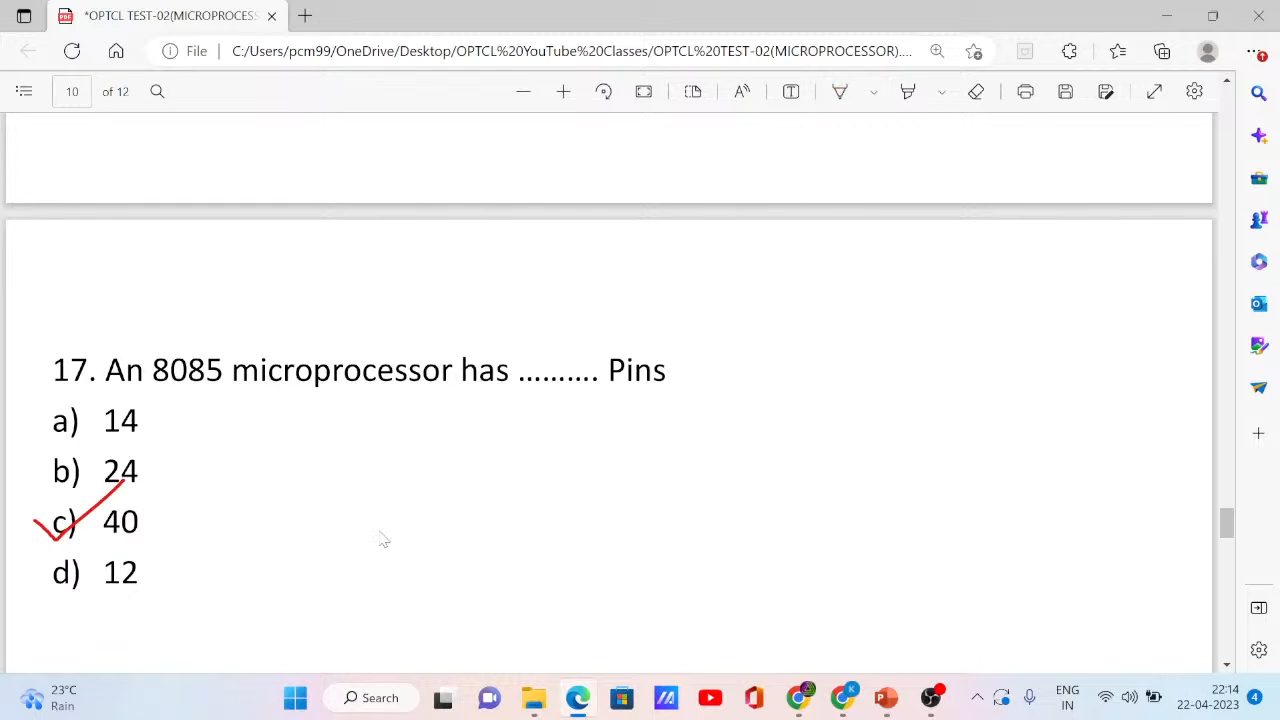 *OPTCL TEST-02(MICROPROCESS
File
C:/Users/pcm99/OneDrive/Desktop/OPTCL%20YouTube%20Classes/OPTCL%20TEST-02(MICROPROCESSOR)....
10 of 12
17. An 8085 microprocessor has .......... Pins
a) 14
b) 24
c) 40
d) 12
23°C
Rain
Search
ENG
IN
22:14
22-04-2023
4